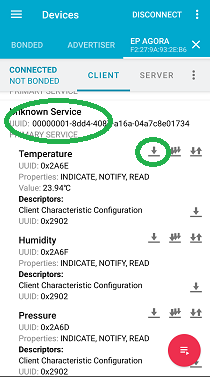 Devices
DISCONNECT
BONDED
ADVERTISER
EP AGORA
F2:27:9A:93:2E:B6
CONNECTED
NOT BONDED
CLIENT
SERVER
PRIMARY SERVICE
Unknown Service
UUID: 00000001-8dd4-408 a16a-04a7c8e01734
PRIMARY SERVICE
Temperature
UUID: 0x2A6E
Properties: INDICATE, NOTIFY, READ
Value: 23.94°C
Descriptors:
Client Characteristic Configuration
UUID: 0x2902
Humidity
UUID: 0x2A6F
Properties: INDICATE, NOTIFY, READ
Descriptors:
Client Characteristic Configuration
UUID: 0x2902
Pressure
UUID: 0x2A6D
Properties: INDICATE, NOTIFY, READ
Descriptors:
Client Characteristic Configuration
UUID: 0x2902